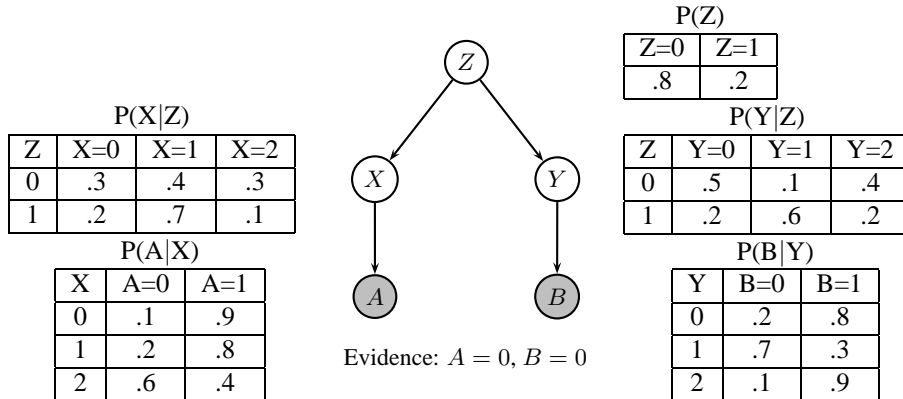 P(Z)
Z=0 Z=1
.8 .2
Z
P(X|Z)
Z X=0 X=1 X=2
0 .3 .4 .3
1 .2 .7 .1
P(Y|Z)
Z Y=0 Y=1 Y=2
0 .5 .1 .4
1 .2 .6 .2
X
Y
P(A|X)
X A=0 A=1
0 .1 .9
1 .2 .8
2 .6 .4
A
B
P(B|Y)
Y B=0 B=1
0 .2 .8
1 .7 .3
2 .1 .9
Evidence: A = 0, B = 0